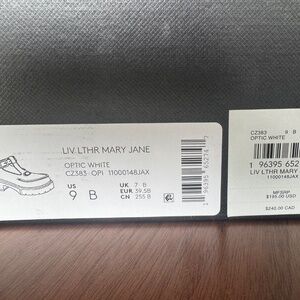 LIV LTHR MARY JANE
OPTIC WHITE
CZ383-OPI 11000148JAX
US
9 B
UK 7 B
EUR 39.5B
CN 255 B
CZ383 9 B
OPTIC WHITE
1 96395 652
LIV LTHR MARY
11000148JAX
MFSRP
$195.00 USD
$240.00 CAD